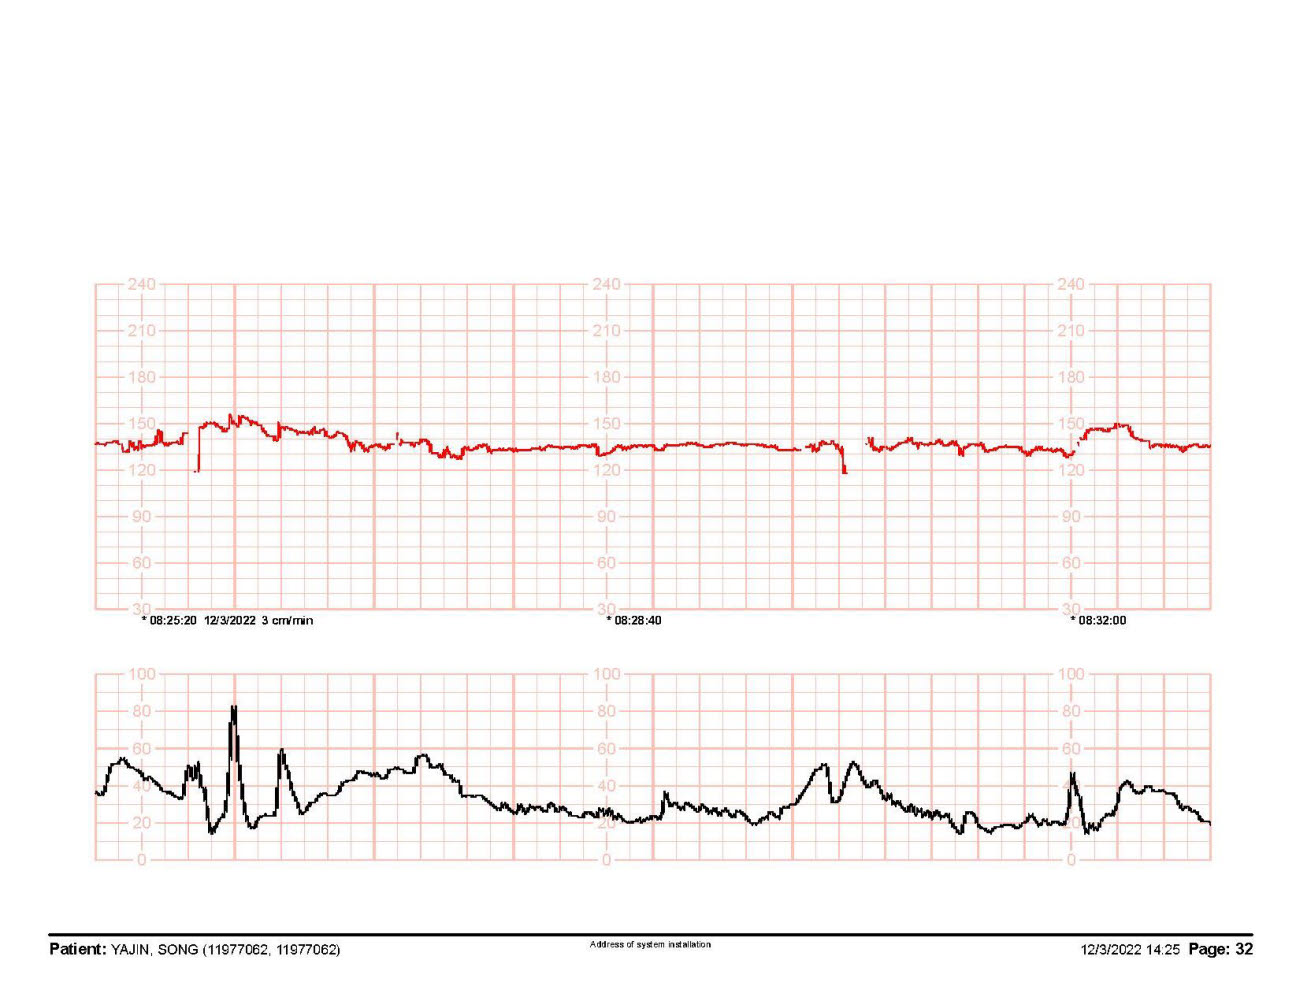 240 240 240
210 210 210
180 180 180
150 150 150
120 120 120
90 90 90
60 60 60
30 30 30
* 08:25:20 12/3/2022 3 cm/min * 08:28:40 * 08:32:00
100 100 100
80 80 80
60 60 60
40 40 40
20 20 20
0 0 0
Patient: YAJIN, SONG (11977062, 11977062) Address of system installation 12/3/2022 14:25 Page: 32